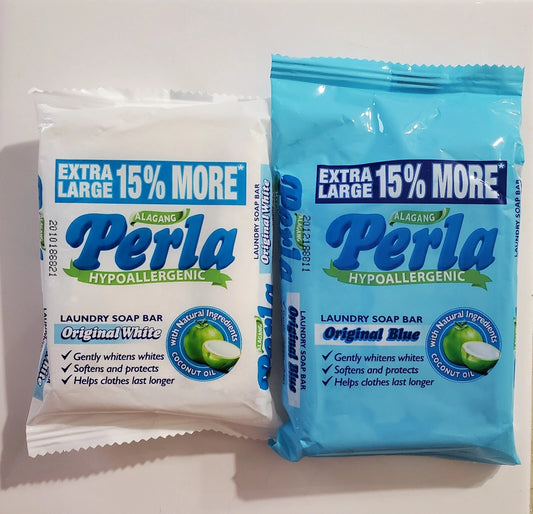 EXTRA LARGE 15% MORE*
ALAGANG
Perla
HYPOALLERGENIC
LAUNDRY SOAP BAR
Original White
✓ Gently whitens whites
✓ Softens and protects
✓ Helps clothes last longer
with Natural Ingredients
COCONUT OIL
2010186821
LAUNDRY SOAP BAR
Original White
EXTRA LARGE 15% MORE*
ALAGANG
Perla
HYPOALLERGENIC
LAUNDRY SOAP BAR
Original Blue
✓ Gently whitens whites
✓ Softens and protects
✓ Helps clothes last longer
with Natural Ingredients
COCONUT OIL
Perla
LAUNDRY SOAP BAR
Original Blue